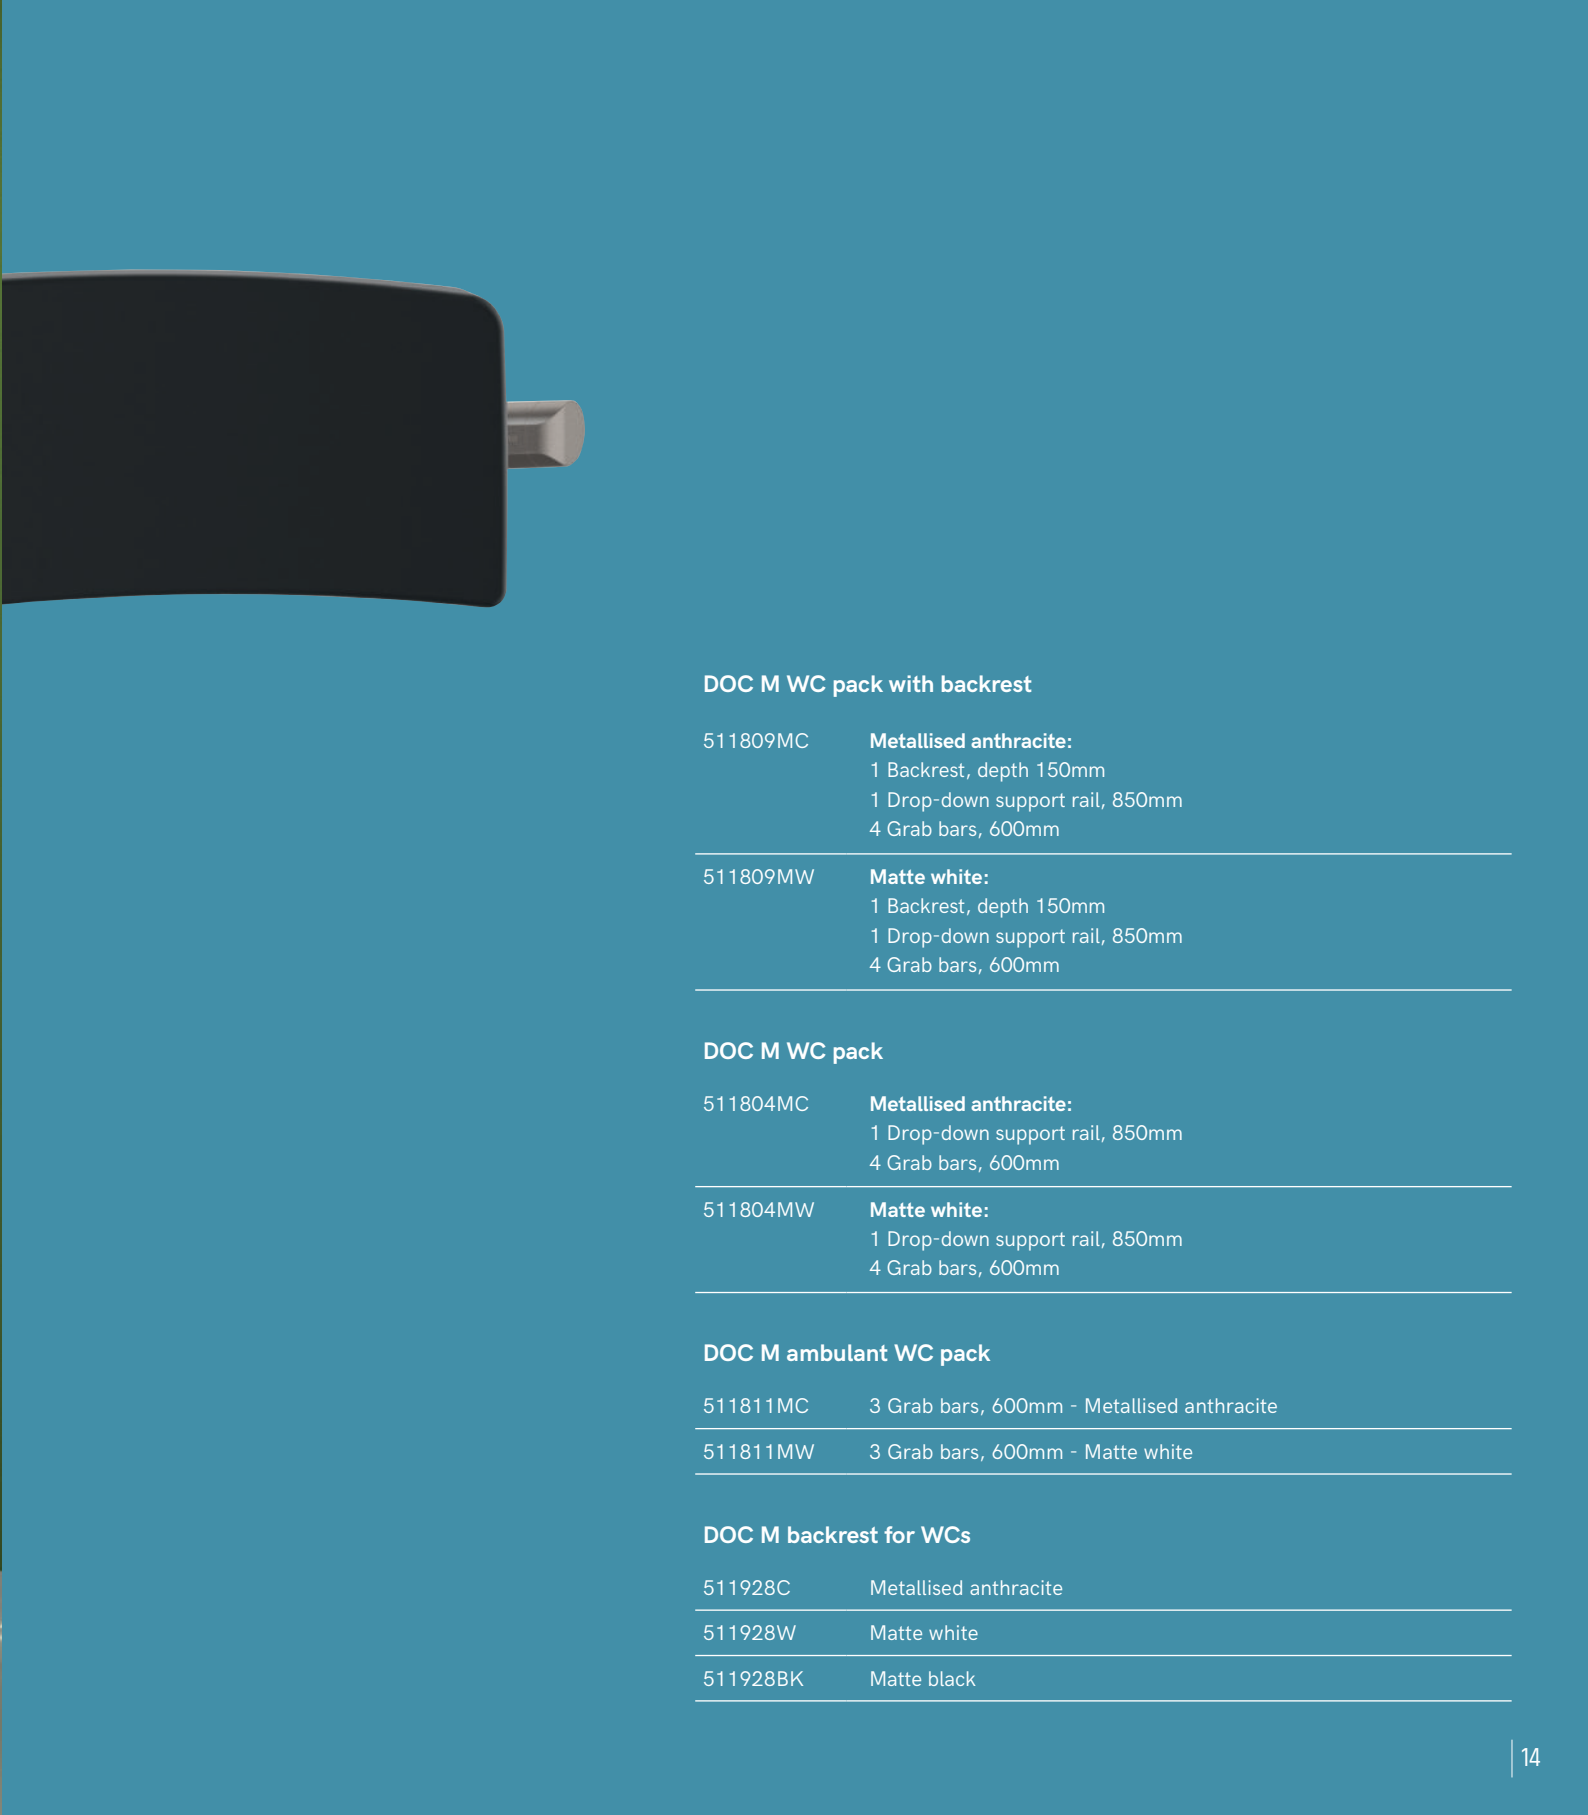 DOC M WC pack with backrest
511809MC Metallised anthracite:
1 Backrest, depth 150mm
1 Drop-down support rail, 850mm
4 Grab bars, 600mm
511809MW Matte white:
1 Backrest, depth 150mm
1 Drop-down support rail, 850mm
4 Grab bars, 600mm
DOC M WC pack
511804MC Metallised anthracite:
1 Drop-down support rail, 850mm
4 Grab bars, 600mm
511804MW Matte white:
1 Drop-down support rail, 850mm
4 Grab bars, 600mm
DOC M ambulant WC pack
511811MC 3 Grab bars, 600mm - Metallised anthracite
511811MW 3 Grab bars, 600mm - Matte white
DOC M backrest for WCs
511928C Metallised anthracite
511928W Matte white
511928BK Matte black
14